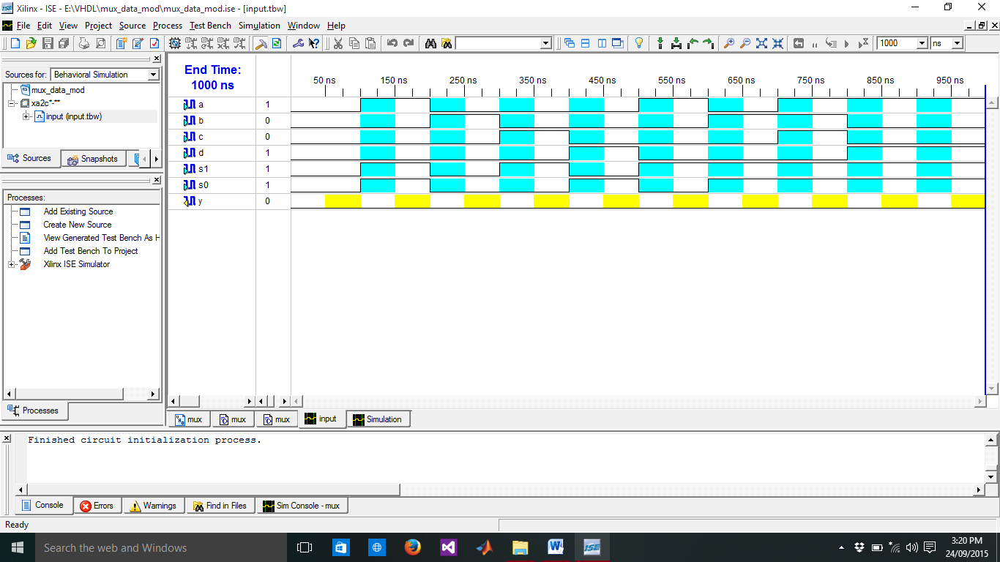 Xilinx - ISE - E:\VHDL\mux_data_mod\mux_data_mod.ise - [input.tbw]
File Edit View Project Source Process Test Bench Simulation Window Help
1000 ns
Sources for: Behavioral Simulation
mux_data_mod
xa2c*-**
input (input.tbw)
Sources Snapshots
Processes:
Add Existing Source
Create New Source
View Generated Test Bench As H
Add Test Bench To Project
Xilinx ISE Simulator
Processes
End Time:
1000 ns
50 ns 150 ns 250 ns 350 ns 450 ns 550 ns 650 ns 750 ns 850 ns 950 ns
a 1
b 0
c 0
d 1
s1 1
s0 1
y 0
mux mux mux input Simulation
Finished circuit initialization process.
Console Errors Warnings Find in Files Sim Console - mux
Ready
Search the web and Windows
3:20 PM
24/09/2015